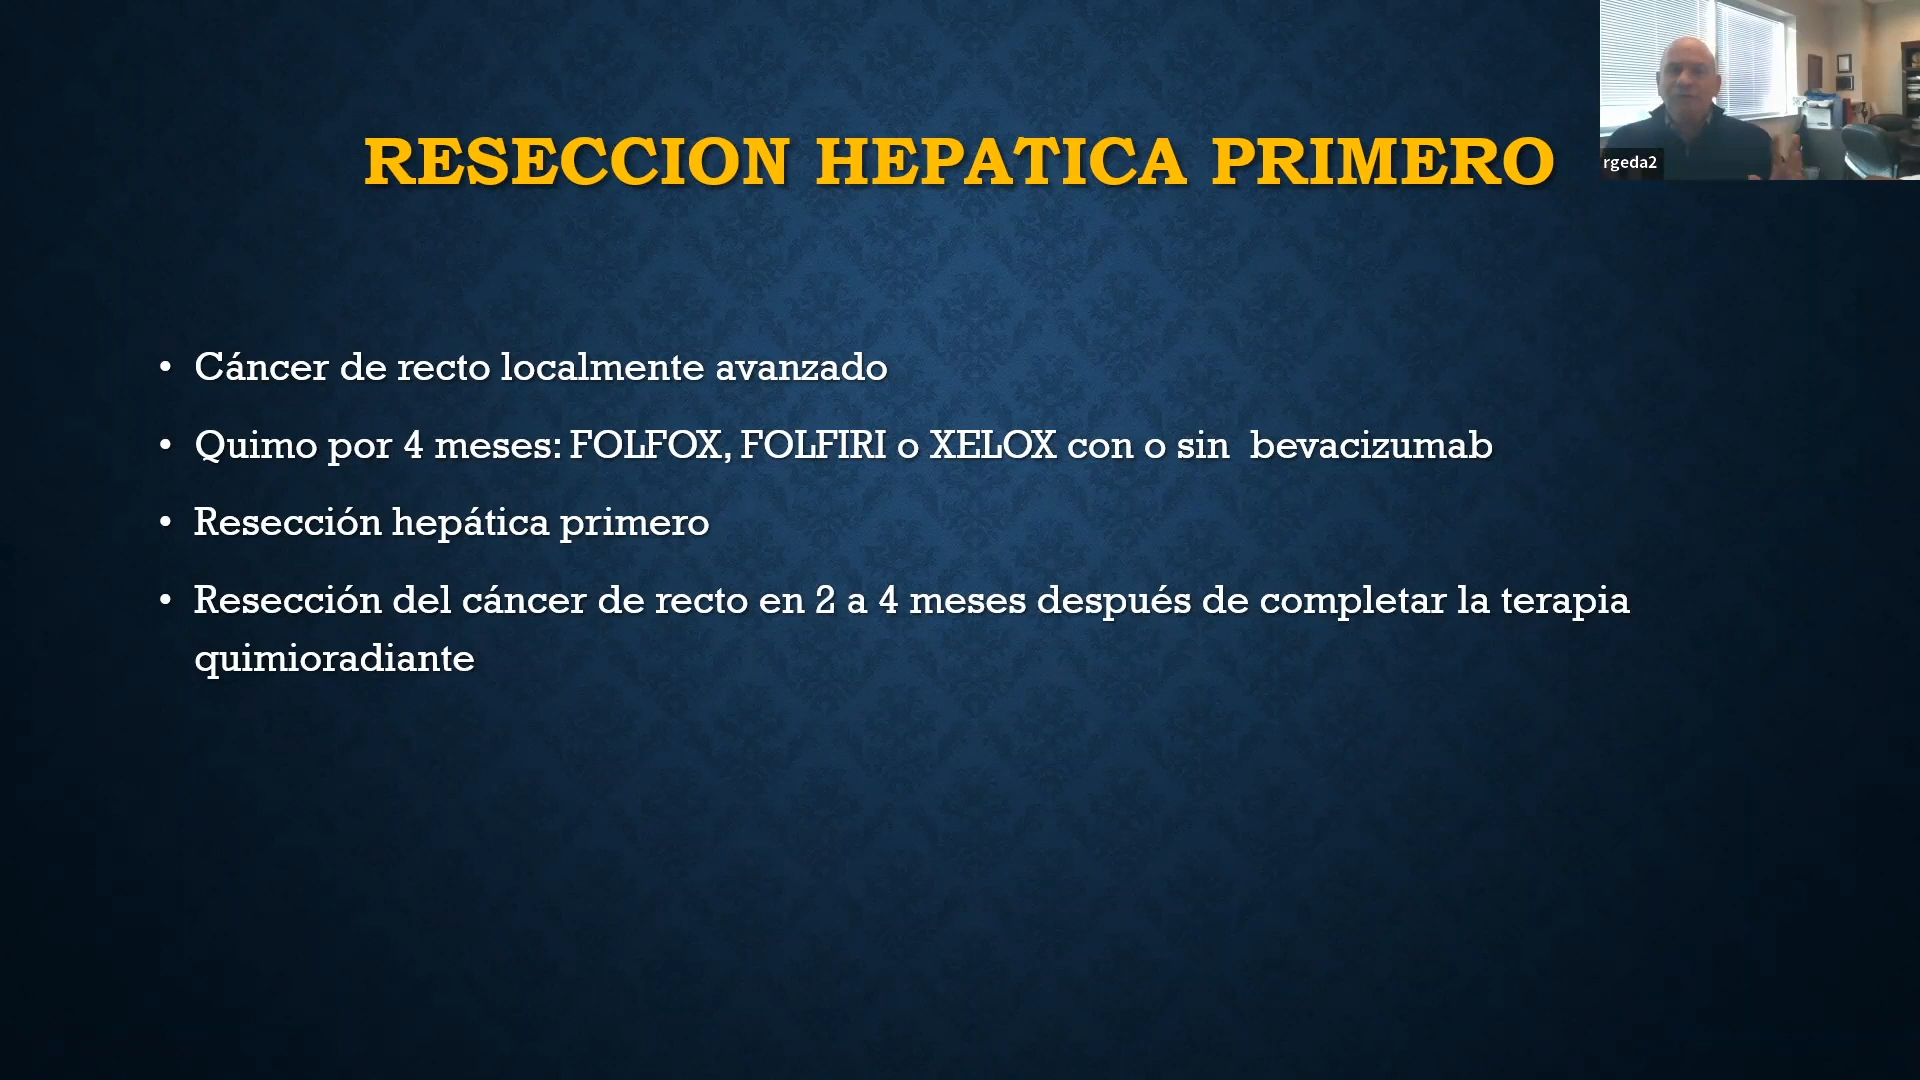 RESECCION HEPATICA PRIMERO
rgeda2
• Cáncer de recto localmente avanzado
• Quimo por 4 meses: FOLFOX, FOLFIRI o XELOX con o sin  bevacizumab
• Resección hepática primero
• Resección del cáncer de recto en 2 a 4 meses después de completar la terapia
quimioradiante